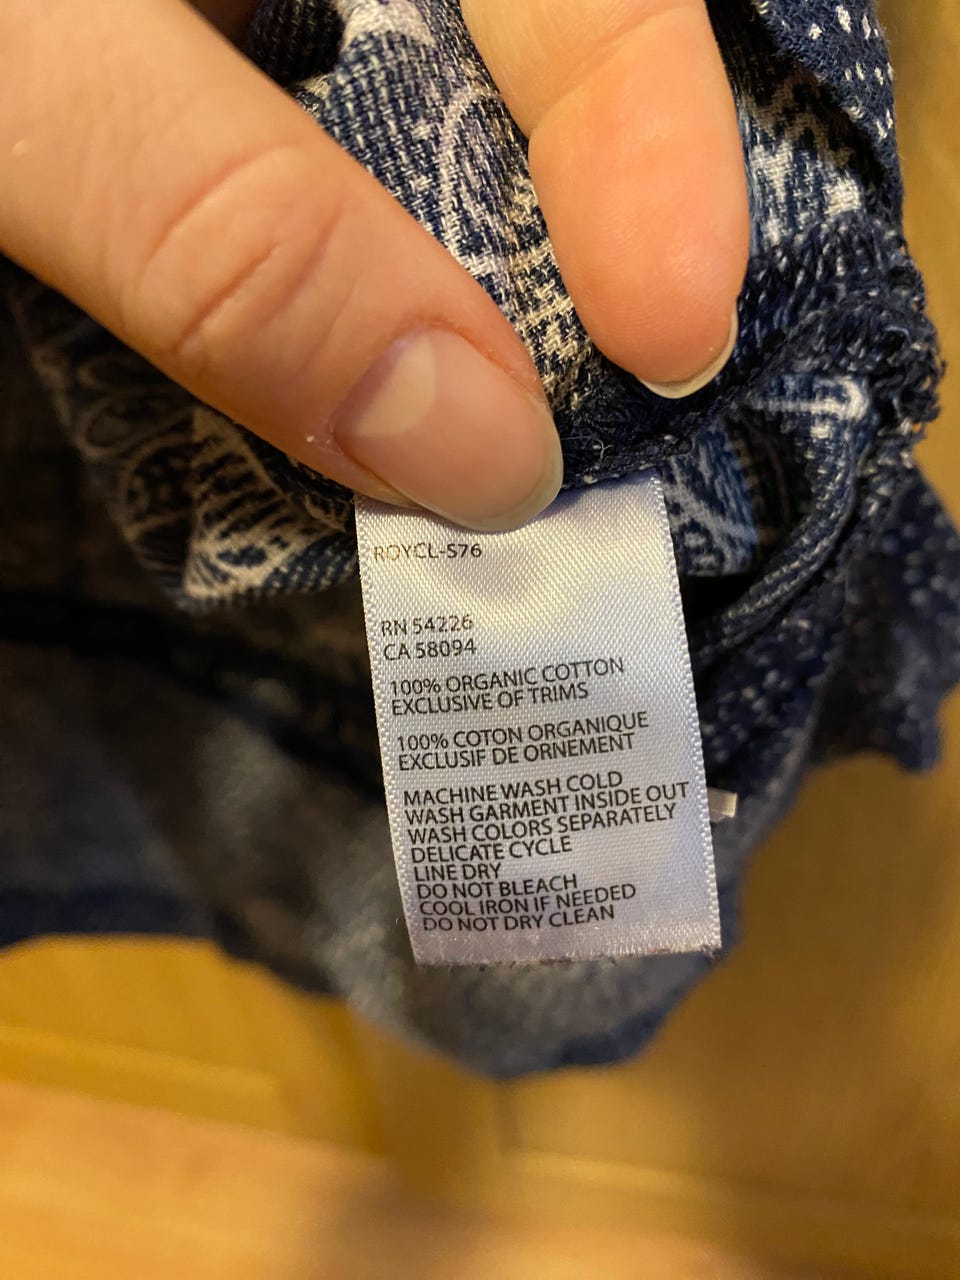 ROYCL-S76
RN 54226
CA 58094
100% ORGANIC COTTON
EXCLUSIVE OF TRIMS
100% COTON ORGANIQUE
EXCLUSIF DE ORNEMENT
MACHINE WASH COLD
WASH GARMENT INSIDE OUT
WASH COLORS SEPARATELY
DELICATE CYCLE
LINE DRY
DO NOT BLEACH
COOL IRON IF NEEDED
DO NOT DRY CLEAN